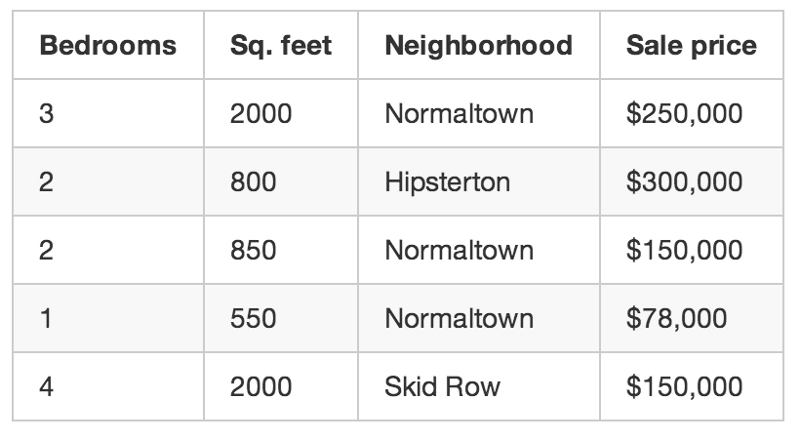 Bedrooms Sq. feet Neighborhood Sale price
3 2000 Normaltown $250,000
2 800 Hipsterton $300,000
2 850 Normaltown $150,000
1 550 Normaltown $78,000
4 2000 Skid Row $150,000